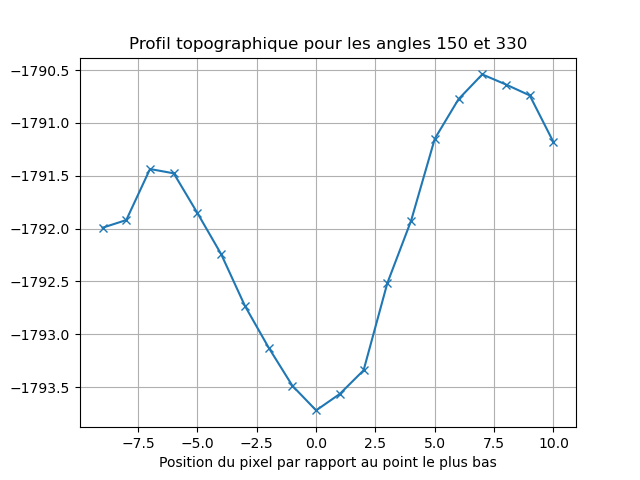 Profil topographique pour les angles 150 et 330
−1790.5
−1791.0
−1791.5
−1792.0
−1792.5
−1793.0
−1793.5
−7.5 −5.0 −2.5 0.0 2.5 5.0 7.5 10.0
Position du pixel par rapport au point le plus bas